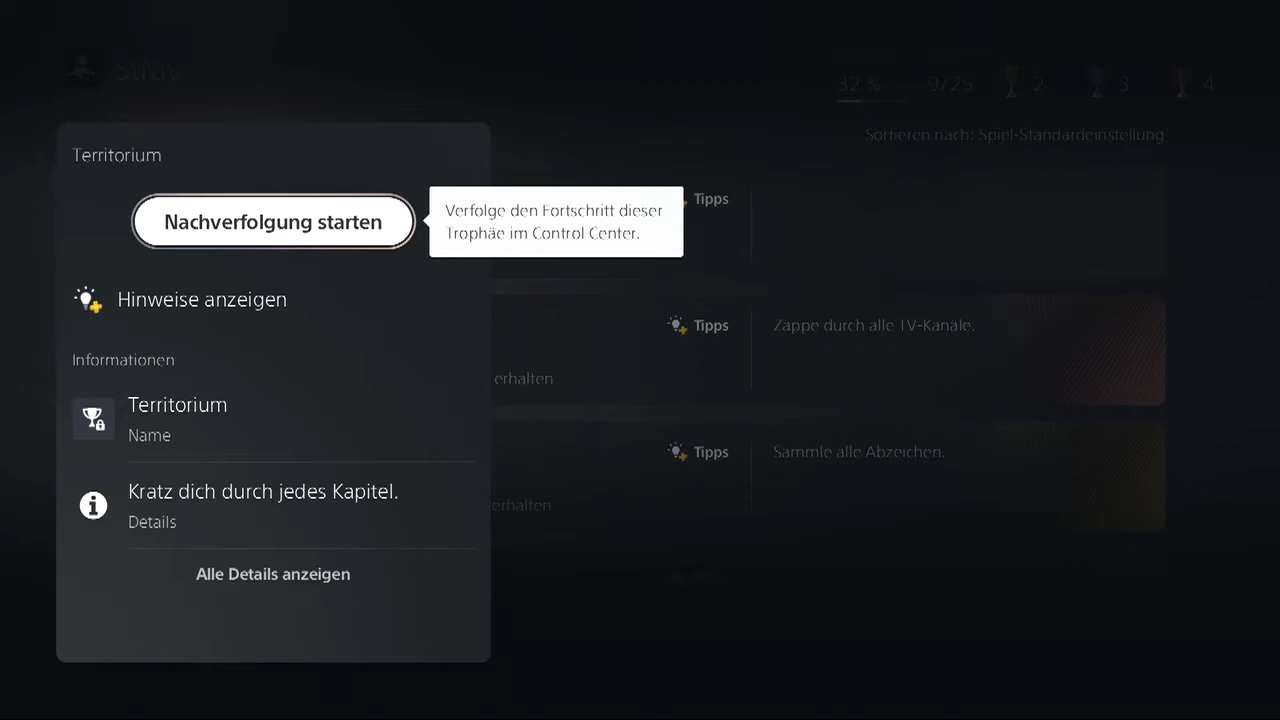 Stray
32 %
9/25
2
3
4
Sortieren nach: Spiel-Standardeinstellung
Territorium
Nachverfolgung starten
Verfolge den Fortschritt dieser
Trophäe im Control Center.
Tipps
Hinweise anzeigen
Tipps
Zappe durch alle TV-Kanäle.
Informationen
erhalten
Territorium
Name
Tipps
Sammle alle Abzeichen.
Kratz dich durch jedes Kapitel.
erhalten
Details
Alle Details anzeigen